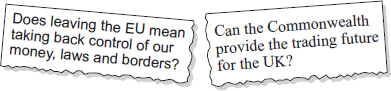 Does leaving the EU mean
taking back control of our
money, laws and borders?
Can the Commonwealth
provide the trading future
for the UK?